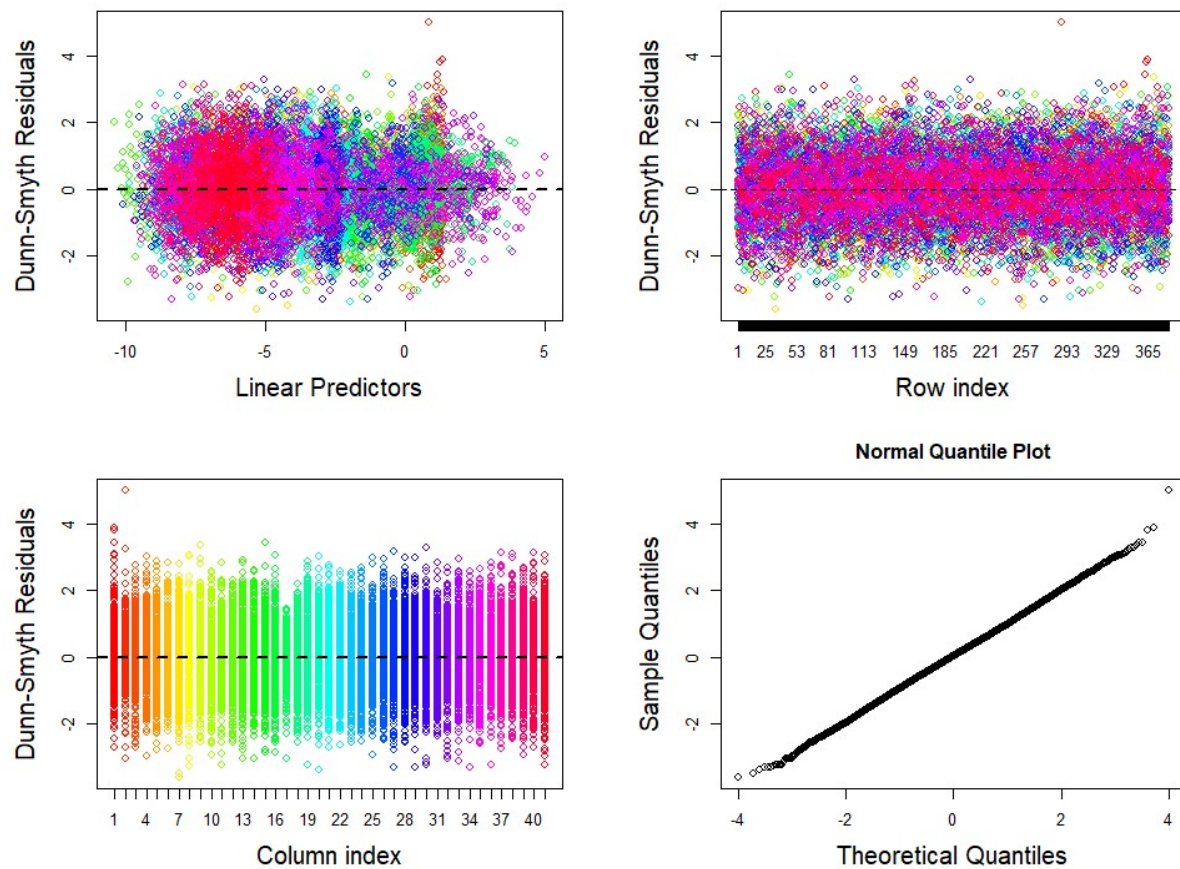 Dunn-Smyth Residuals
4
2
0
-2
-10 -5 0 5
Linear Predictors
Dunn-Smyth Residuals
4
2
0
-2
1 25 53 81 113 149 185 221 257 293 329 365
Row index
Dunn-Smyth Residuals
4
2
0
-2
1 4 7 10 13 16 19 22 25 28 31 34 37 40
Column index
Normal Quantile Plot
Sample Quantiles
4
2
0
-2
-4 -2 0 2 4
Theoretical Quantiles